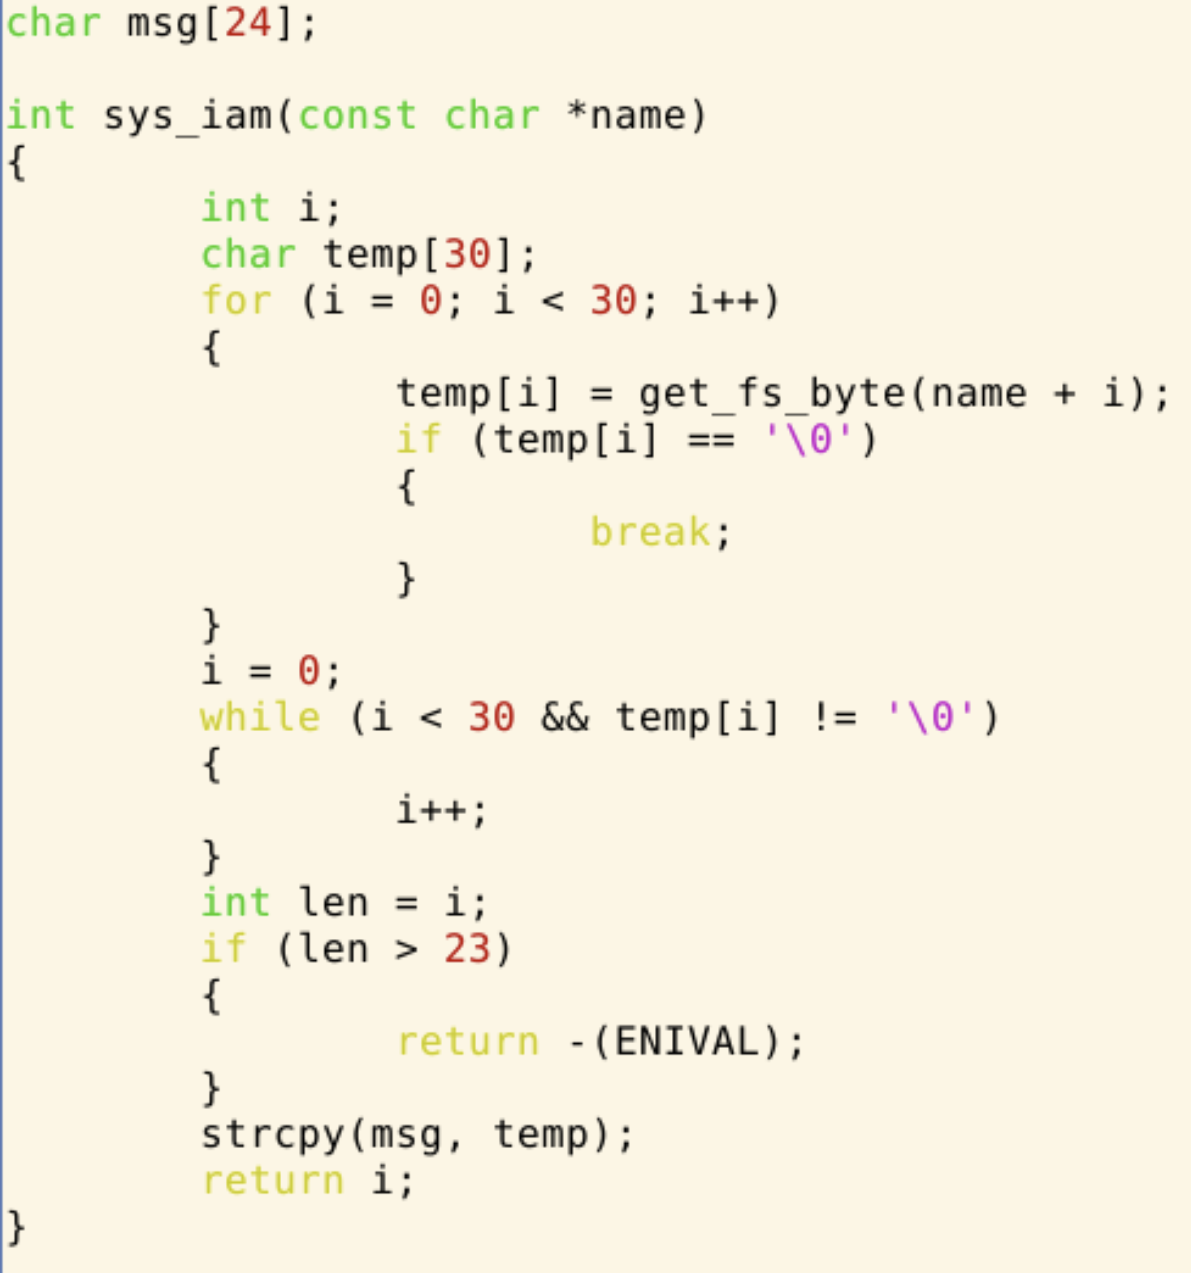 char msg[24];

int sys_iam(const char *name)
{
        int i;
        char temp[30];
        for (i = 0; i < 30; i++)
        {
                temp[i] = get_fs_byte(name + i);
                if (temp[i] == '\0')
                {
                        break;
                }
        }
        i = 0;
        while (i < 30 && temp[i] != '\0')
        {
                i++;
        }
        int len = i;
        if (len > 23)
        {
                return -(ENIVAL);
        }
        strcpy(msg, temp);
        return i;
}